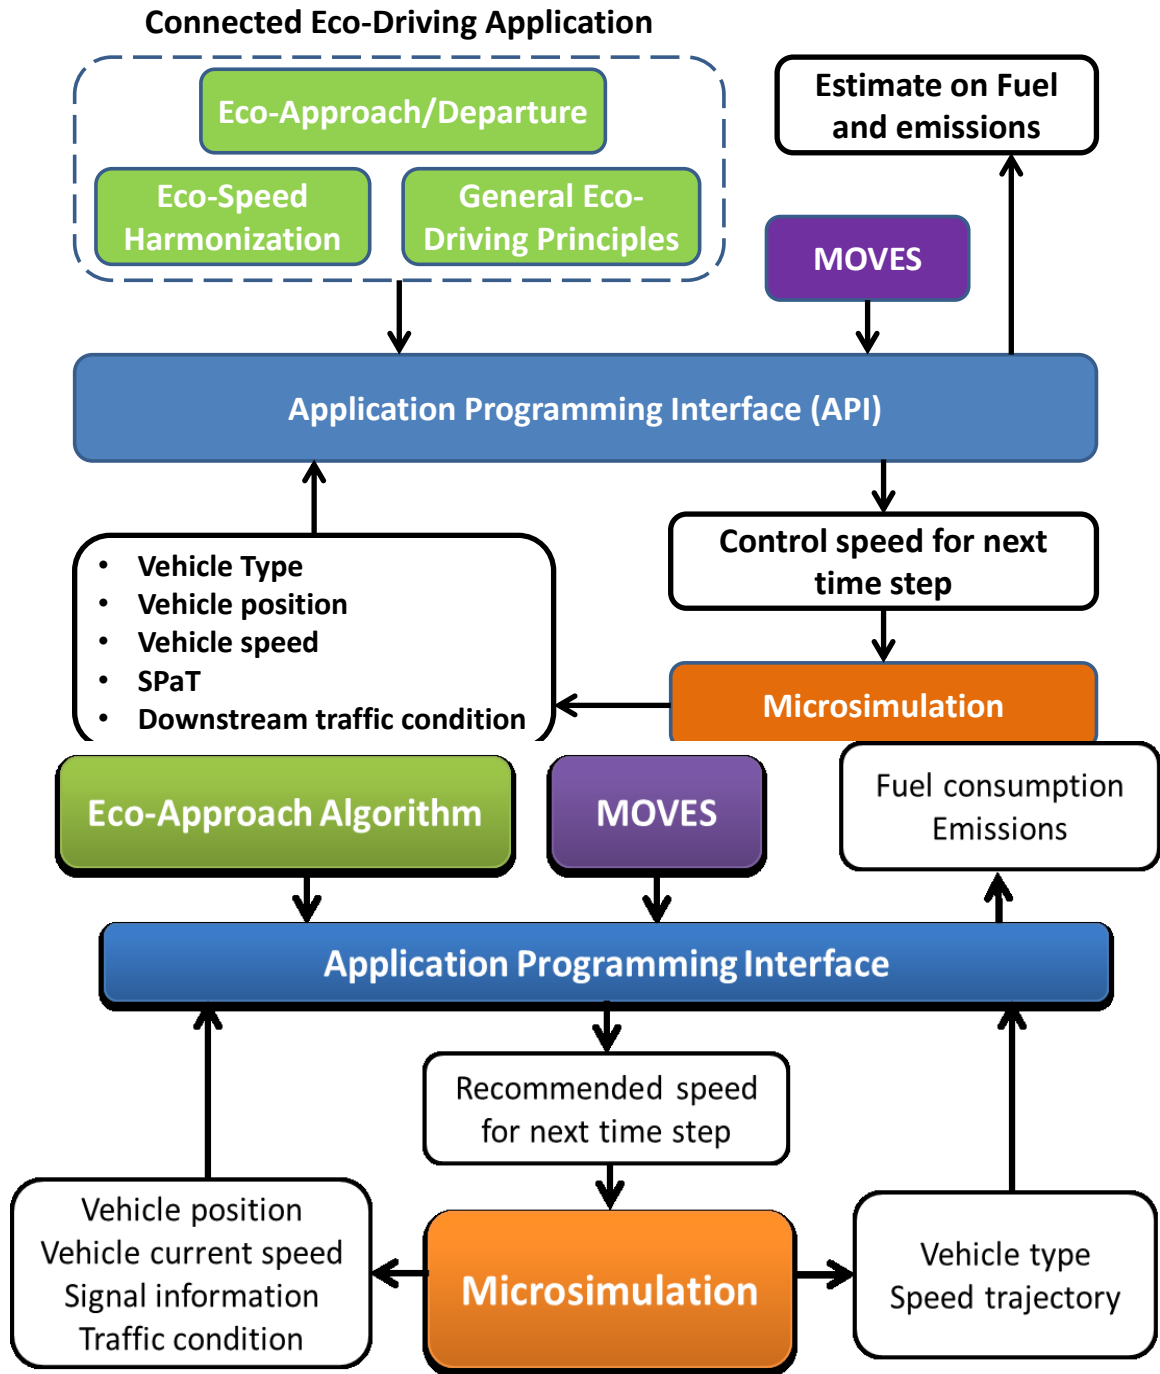 Connected Eco-Driving Application
Eco-Approach/Departure
Eco-Speed
Harmonization
General Eco-
Driving Principles
Estimate on Fuel
and emissions
MOVES
Application Programming Interface (API)
Control speed for next
time step
• Vehicle Type
• Vehicle position
• Vehicle speed
• SPaT
• Downstream traffic condition
Microsimulation
Eco-Approach Algorithm
MOVES
Fuel consumption
Emissions
Application Programming Interface
Recommended speed
for next time step
Vehicle position
Vehicle current speed
Signal information
Traffic condition
Microsimulation
Vehicle type
Speed trajectory